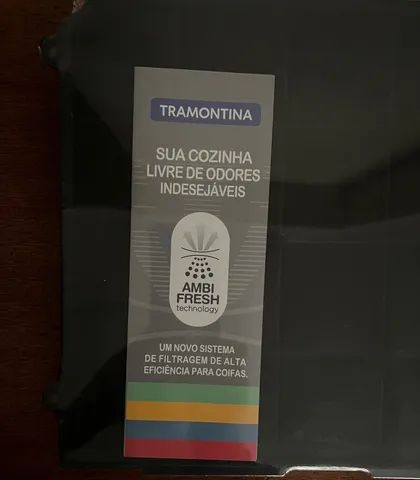 TRAMONTINA
SUA COZINHA
LIVRE DE ODORES
INDESEJÁVEIS
AMBI
FRESH
technology
UM NOVO SISTEMA
DE FILTRAGEM DE ALTA
EFICIÊNCIA PARA COIFAS.